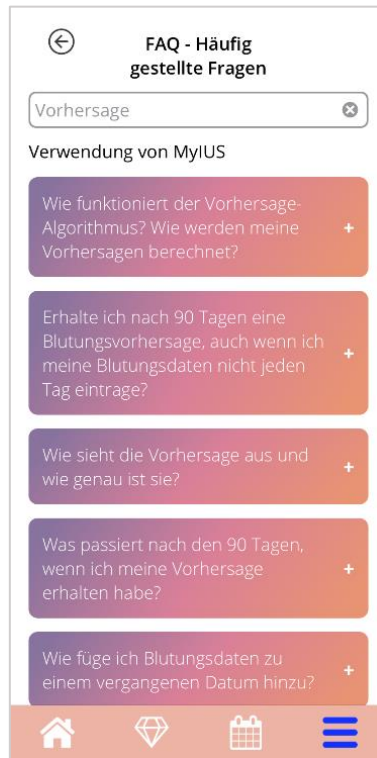 FAQ - Häufig
gestellte Fragen
Vorhersage
Verwendung von MyIUS
Wie funktioniert der Vorhersage-
Algorithmus? Wie werden meine
Vorhersagen berechnet?
+
Erhalte ich nach 90 Tagen eine
Blutungsvorhersage, auch wenn ich
meine Blutungsdaten nicht jeden
Tag eintrage?
+
Wie sieht die Vorhersage aus und
wie genau ist sie?
+
Was passiert nach den 90 Tagen,
wenn ich meine Vorhersage
erhalten habe?
+
Wie füge ich Blutungsdaten zu
einem vergangenen Datum hinzu?
+